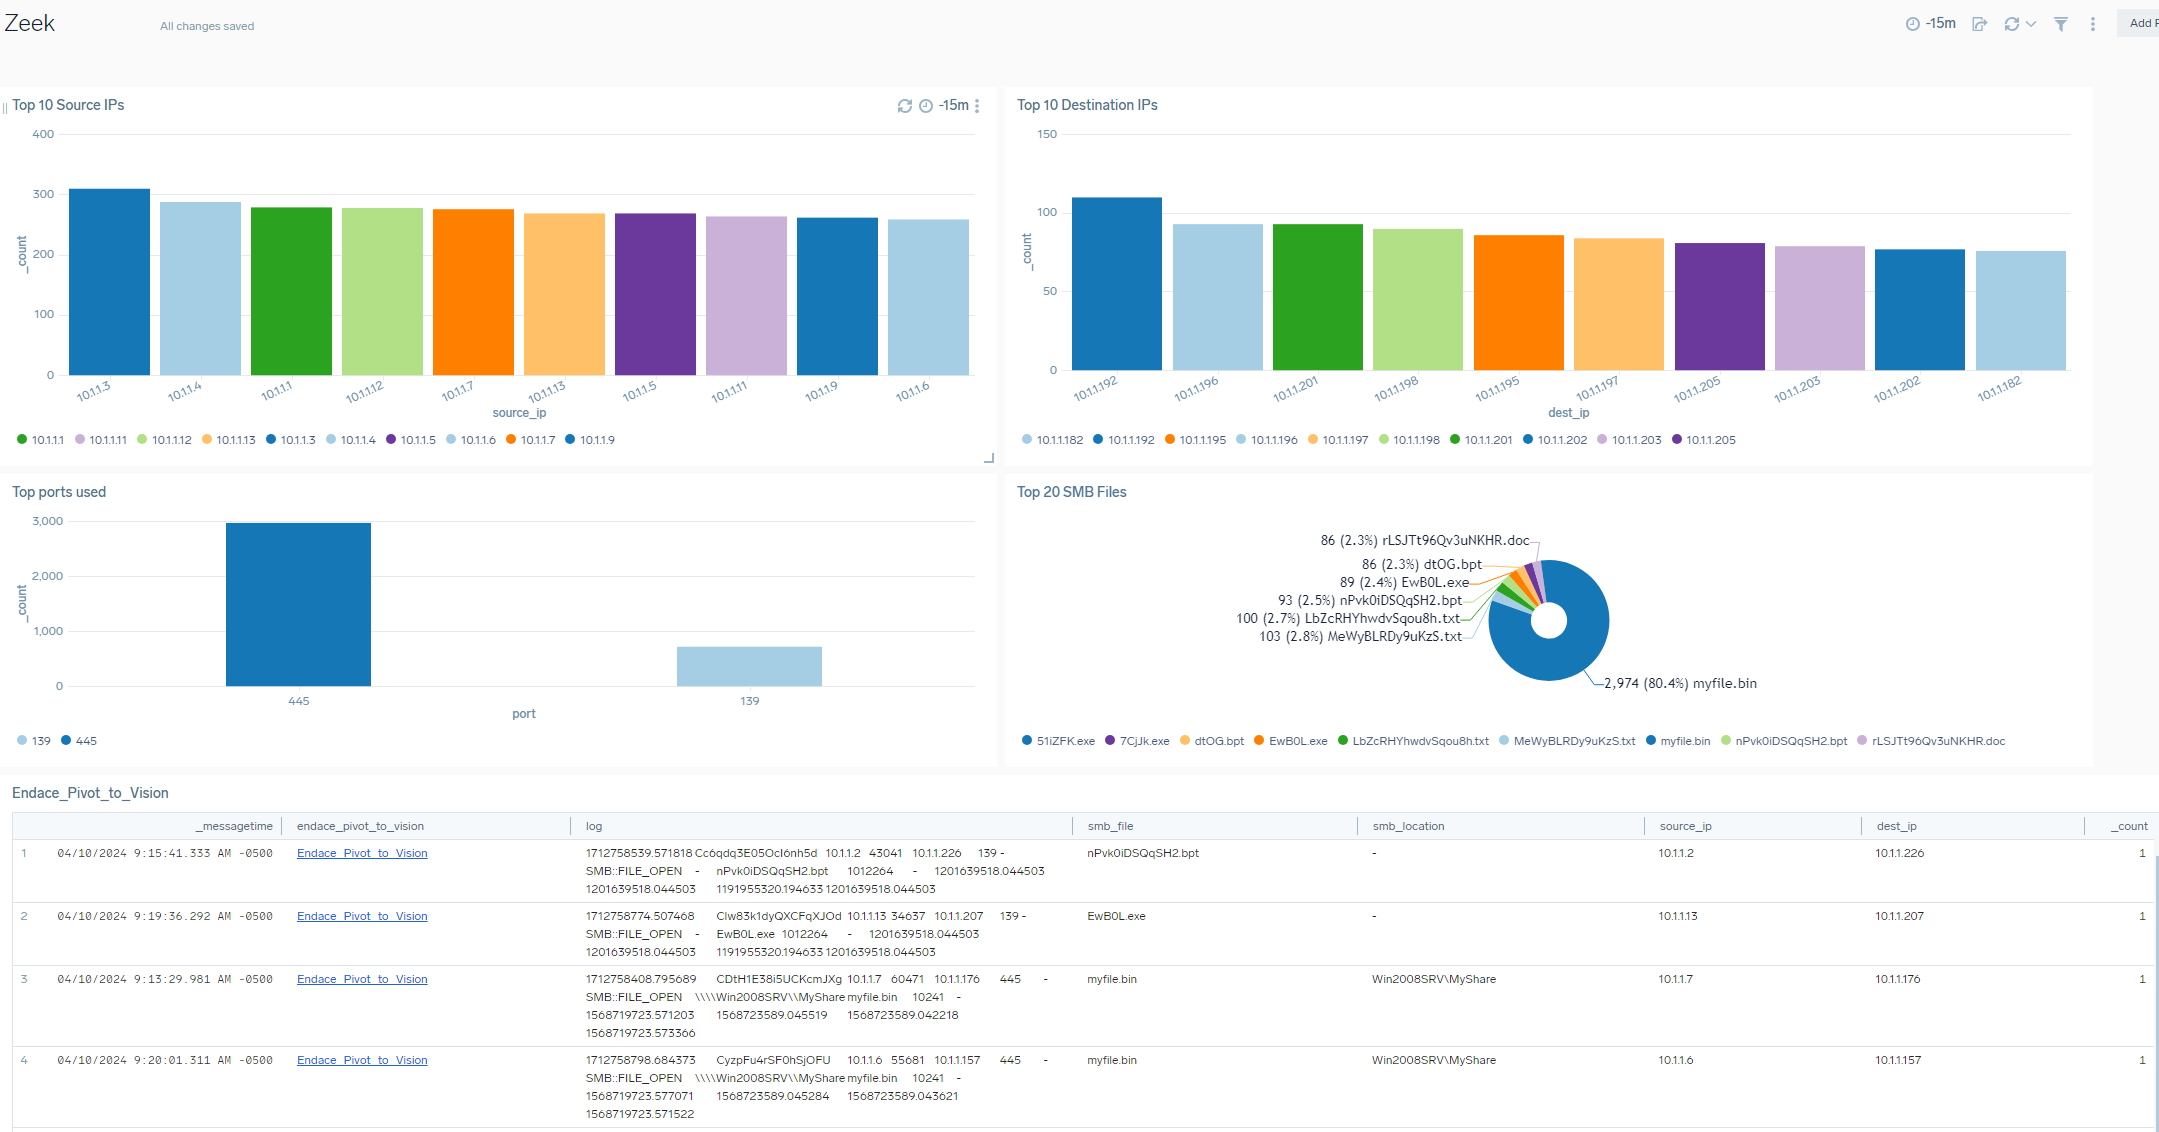 Zeek
All changes saved
-15m
Add
Top 10 Source IPs
-15m
400
300
200
100
0
_count
10.1.1.3
10.1.1.4
10.1.1.1
10.1.1.12
10.1.1.7
10.1.1.13
10.1.1.5
10.1.1.11
10.1.1.9
10.1.1.6
source_ip
10.1.1.1 10.1.1.11 10.1.1.12 10.1.1.13 10.1.1.3 10.1.1.4 10.1.1.5 10.1.1.6 10.1.1.7 10.1.1.9
Top 10 Destination IPs
150
100
50
0
_count
10.1.1.192
10.1.1.196
10.1.1.201
10.1.1.198
10.1.1.195
10.1.1.197
10.1.1.205
10.1.1.203
10.1.1.202
10.1.1.182
dest_ip
10.1.1.182 10.1.1.192 10.1.1.195 10.1.1.196 10.1.1.197 10.1.1.198 10.1.1.201 10.1.1.202 10.1.1.203 10.1.1.205
Top ports used
3,000
2,000
1,000
0
_count
445
139
port
139 445
Top 20 SMB Files
86 (2.3%) rLSJTt96Qv3uNKHR.doc
86 (2.3%) dtOG.bpt
89 (2.4%) EwB0L.exe
93 (2.5%) nPvk0iDSQqSH2.bpt
100 (2.7%) LbZcRHYhwdvSqou8h.txt
103 (2.8%) MeWyBLRDy9uKzS.txt
2,974 (80.4%) myfile.bin
51iZFK.exe 7CjJk.exe dtOG.bpt EwB0L.exe LbZcRHYhwdvSqou8h.txt MeWyBLRDy9uKzS.txt myfile.bin nPvk0iDSQqSH2.bpt rLSJTt96Qv3uNKHR.doc
Endace_Pivot_to_Vision
_messagetime endace_pivot_to_vision log smb_file smb_location source_ip dest_ip _count
1 04/10/2024 9:15:41.333 AM -0500 Endace_Pivot_to_Vision 1712758539.571818 Cc6qdq3E05OcI6nh5d 10.1.1.2 43041 10.1.1.226 139 - nPvk0iDSQqSH2.bpt - 10.1.1.2 10.1.1.226 1
SMB::FILE_OPEN - nPvk0iDSQqSH2.bpt 1012264 - 1201639518.044503
1201639518.044503 1191955320.194633 1201639518.044503
2 04/10/2024 9:19:36.292 AM -0500 Endace_Pivot_to_Vision 1712758774.507468 Clw83k1dyQXCFqXJOd 10.1.1.13 34637 10.1.1.207 139 - EwB0L.exe - 10.1.1.13 10.1.1.207 1
SMB::FILE_OPEN - EwB0L.exe 1012264 - 1201639518.044503
1201639518.044503 1191955320.194633 1201639518.044503
3 04/10/2024 9:13:29.981 AM -0500 Endace_Pivot_to_Vision 1712758408.795689 CDtH1E38i5UCKcmJXg 10.1.1.7 60471 10.1.1.176 445 - myfile.bin Win2008SRV\MyShare 10.1.1.7 10.1.1.176 1
SMB::FILE_OPEN \\\\Win2008SRV\\MyShare myfile.bin 10241 -
1568719723.571203 1568723589.045519 1568723589.042218
1568719723.573366
4 04/10/2024 9:20:01.311 AM -0500 Endace_Pivot_to_Vision 1712758798.684373 CyzpFu4rSF0hSjOFU 10.1.1.6 55681 10.1.1.157 445 - myfile.bin Win2008SRV\MyShare 10.1.1.6 10.1.1.157 1
SMB::FILE_OPEN \\\\Win2008SRV\\MyShare myfile.bin 10241 -
1568719723.577071 1568723589.045284 1568723589.043621
1568719723.571522